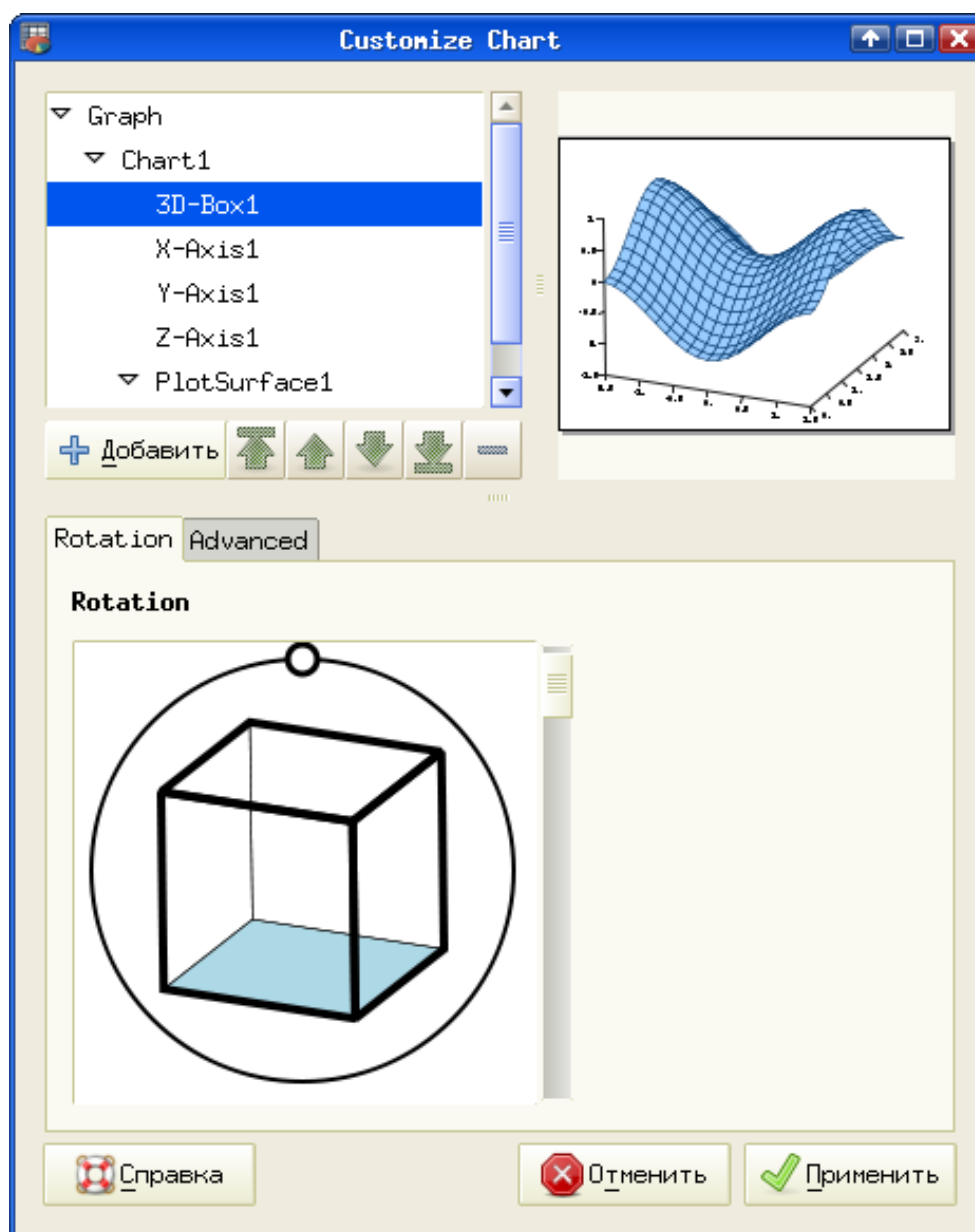 Customize Chart
Graph
Chart1
3D-Box1
X-Axis1
Y-Axis1
Z-Axis1
PlotSurface1
Добавить
Rotation Advanced
Rotation
Справка Отменить Применить